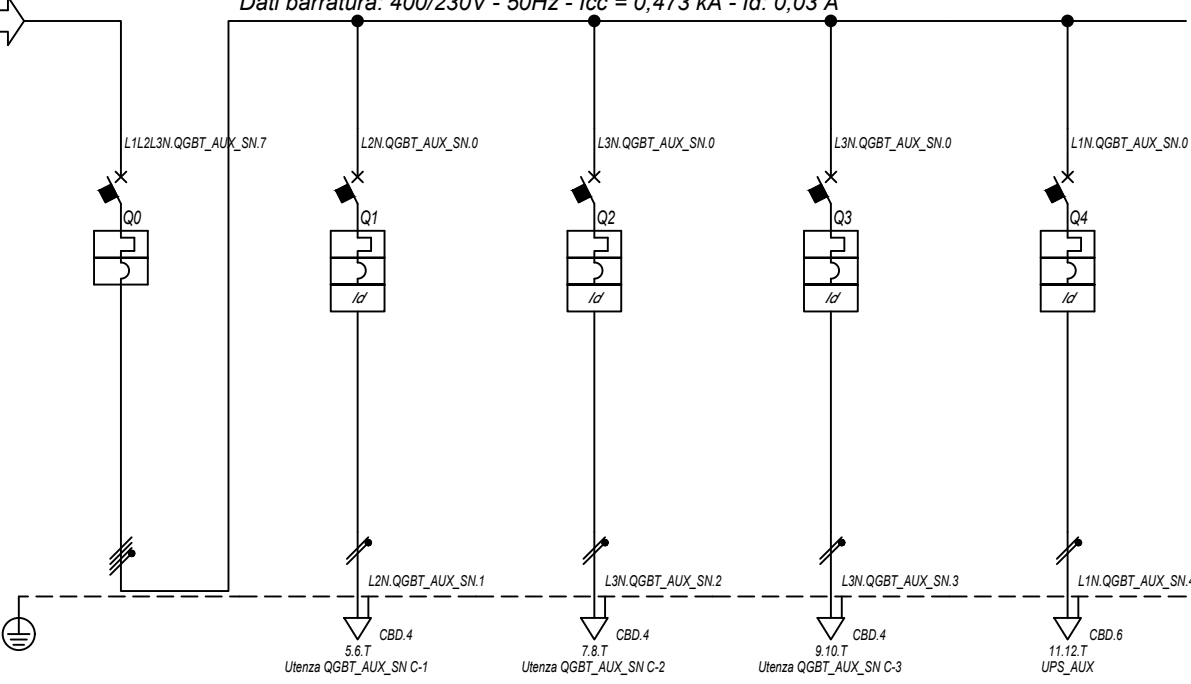 Dati barratura: 400/230V - 50Hz - Icc = 0,473 kA - Id: 0,03 A
L1L2L3N.QGBT_AUX_SN.7
L2N.QGBT_AUX_SN.0
L3N.QGBT_AUX_SN.0
L3N.QGBT_AUX_SN.0
L1N.QGBT_AUX_SN.0
Q0
Q1
Q2
Q3
Q4
Id
Id
Id
Id
L2N.QGBT_AUX_SN.1
L3N.QGBT_AUX_SN.2
L3N.QGBT_AUX_SN.3
L1N.QGBT_AUX_SN.4
CBD.4
CBD.4
CBD.4
CBD.6
5.6.T
7.8.T
9.10.T
11.12.T
Utenza QGBT_AUX_SN C-1
Utenza QGBT_AUX_SN C-2
Utenza QGBT_AUX_SN C-3
UPS_AUX